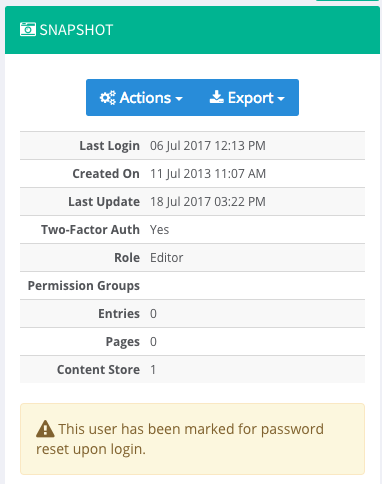 SNAPSHOT
Actions Export
Last Login 06 Jul 2017 12:13 PM
Created On 11 Jul 2013 11:07 AM
Last Update 18 Jul 2017 03:22 PM
Two-Factor Auth Yes
Role Editor
Permission Groups
Entries 0
Pages 0
Content Store 1
This user has been marked for password
reset upon login.